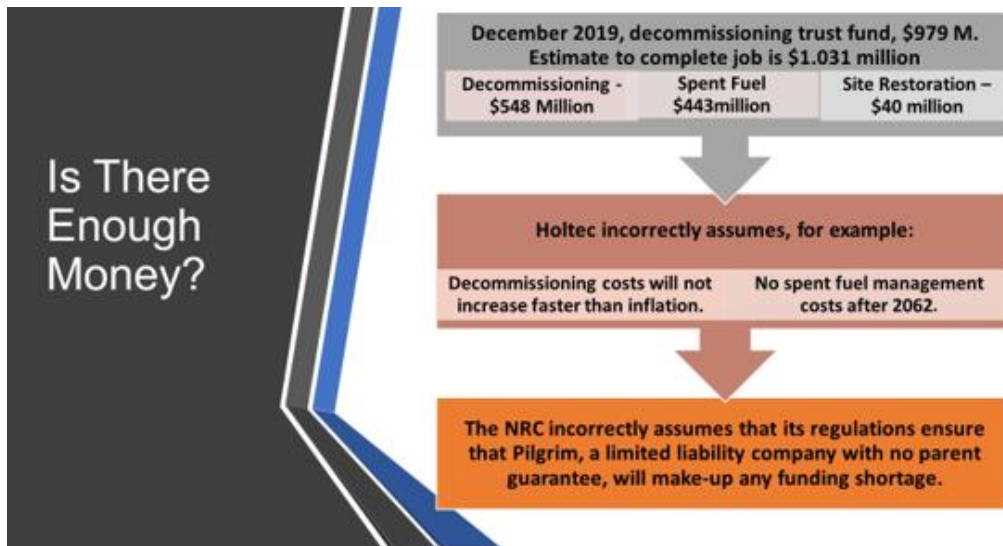 Is There
Enough
Money?
December 2019, decommissioning trust fund, $979 M.
Estimate to complete job is $1.031 million
Decommissioning -
$548 Million
Spent Fuel
$443million
Site Restoration –
$40 million
Holtec incorrectly assumes, for example:
Decommissioning costs will not
increase faster than inflation.
No spent fuel management
costs after 2062.
The NRC incorrectly assumes that its regulations ensure
that Pilgrim, a limited liability company with no parent
guarantee, will make-up any funding shortage.